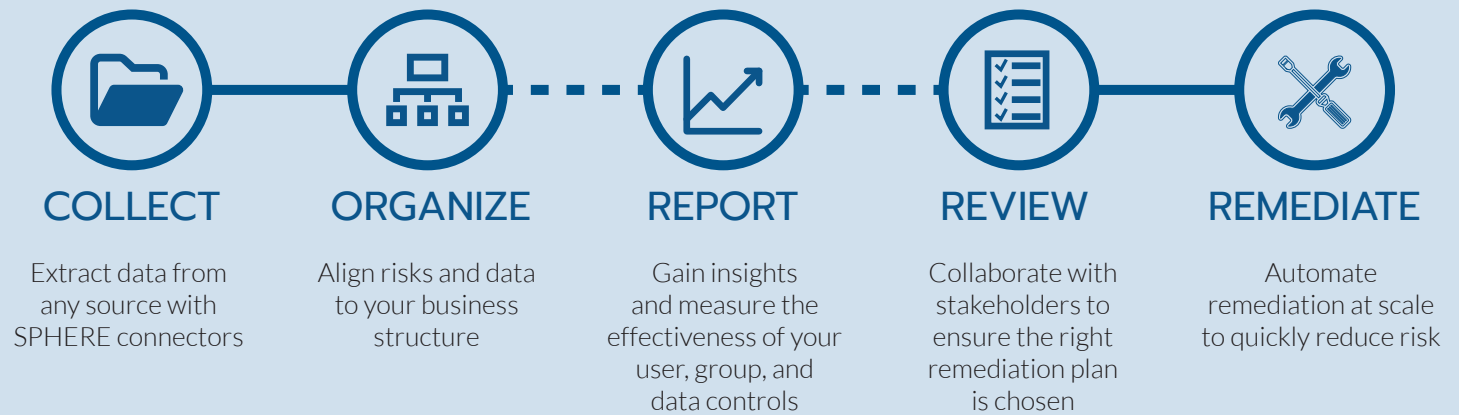 COLLECT
Extract data from
any source with
SPHERE connectors
ORGANIZE
Align risks and data
to your business
structure
REPORT
Gain insights
and measure the
effectiveness of your
user, group, and
data controls
REVIEW
Collaborate with
stakeholders to
ensure the right
remediation plan
is chosen
REMEDIATE
Automate
remediation at scale
to quickly reduce risk